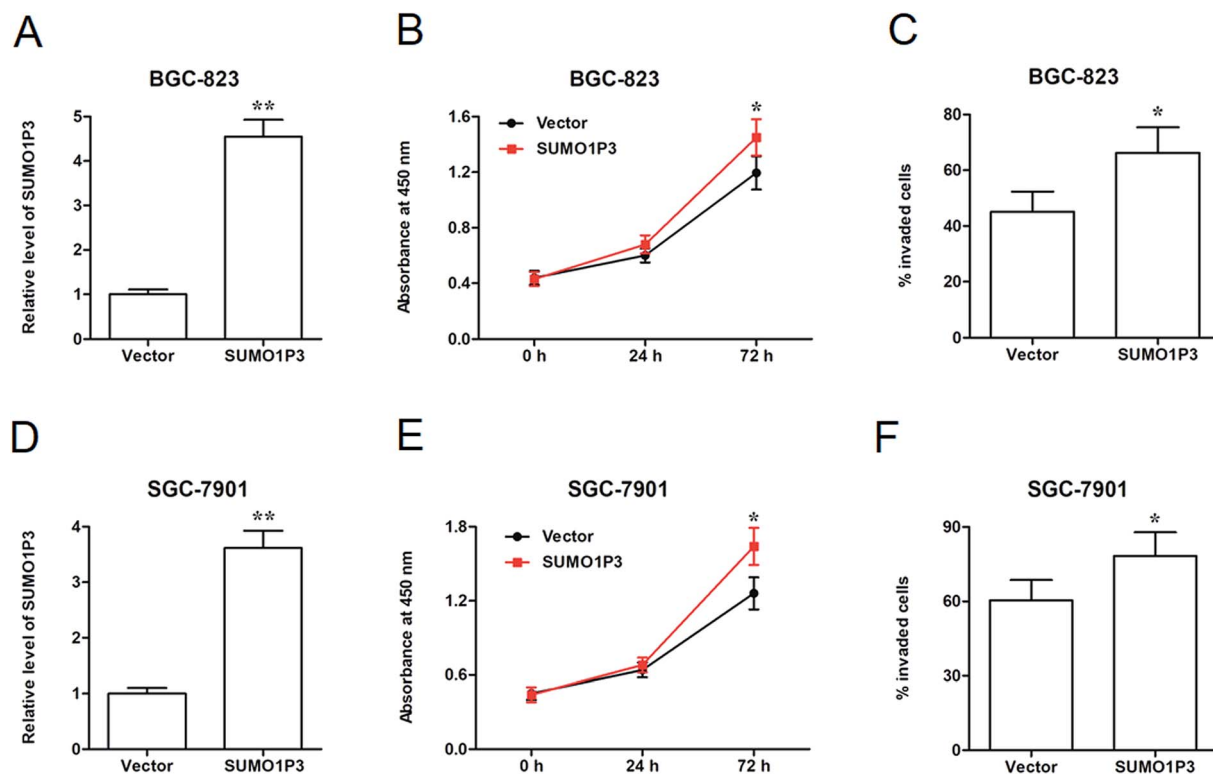 A
BGC-823
Relative level of SUMO1P3
5
4
3
2
1
0
**
Vector
SUMO1P3
B
BGC-823
Absorbance at 450 nm
1.6
1.2
0.8
0.4
0.0
Vector
SUMO1P3
*
0 h
24 h
72 h
C
BGC-823
% invaded cells
80
60
40
20
0
*
Vector
SUMO1P3
D
SGC-7901
Relative level of SUMO1P3
4
3
2
1
0
**
Vector
SUMO1P3
E
SGC-7901
Absorbance at 450 nm
1.8
1.2
0.6
0.0
Vector
SUMO1P3
*
0 h
24 h
72 h
F
SGC-7901
% invaded cells
90
60
30
0
*
Vector
SUMO1P3